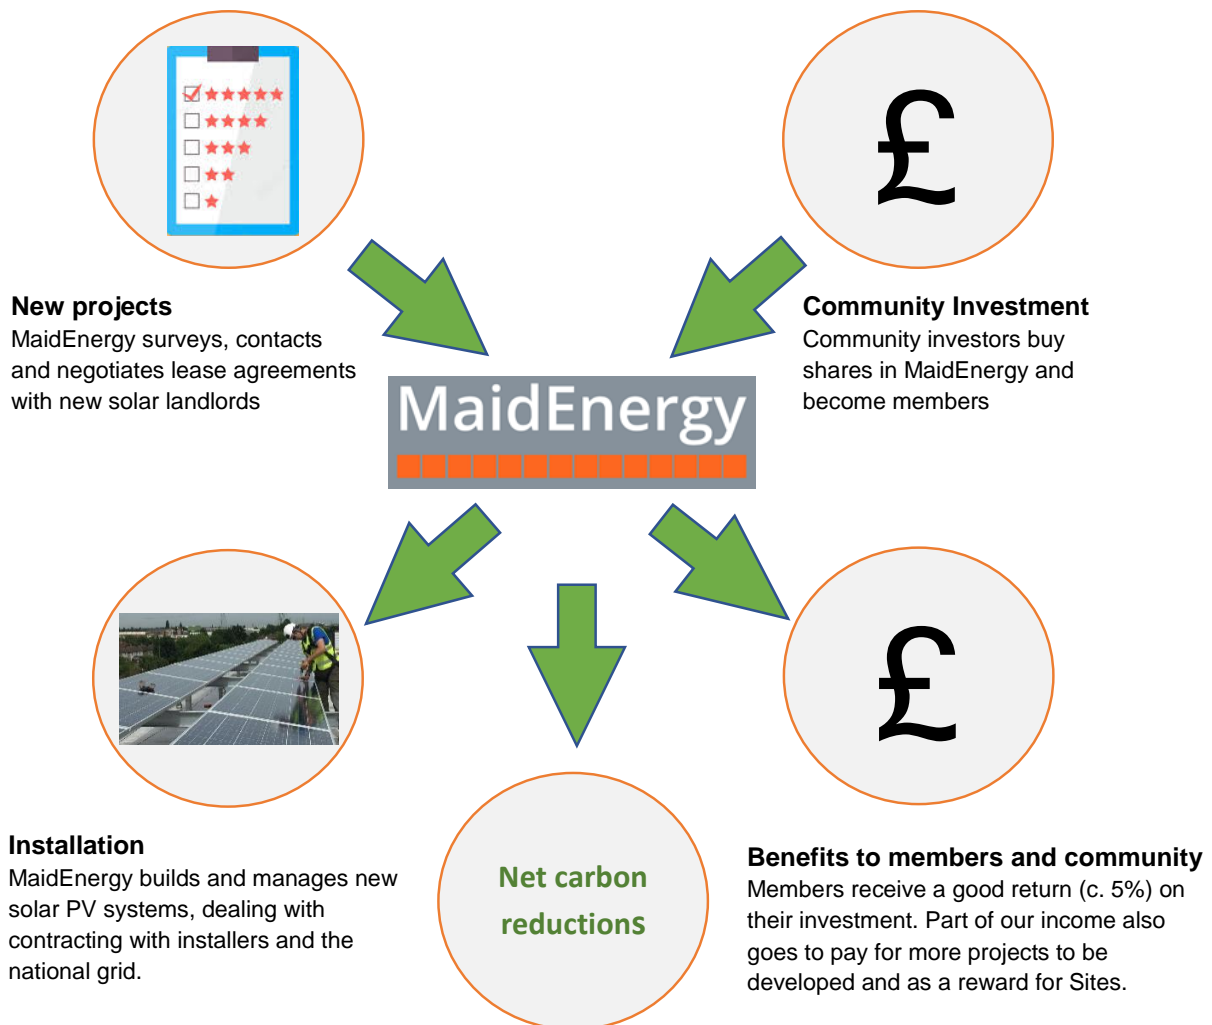 £
New projects
MaidEnergy surveys, contacts
and negotiates lease agreements
with new solar landlords
Community Investment
Community investors buy
shares in MaidEnergy and
become members
MaidEnergy
£
Installation
MaidEnergy builds and manages new
solar PV systems, dealing with
contracting with installers and the
national grid.
Net carbon
reductions
Benefits to members and community
Members receive a good return (c. 5%) on
their investment. Part of our income also
goes to pay for more projects to be
developed and as a reward for Sites.